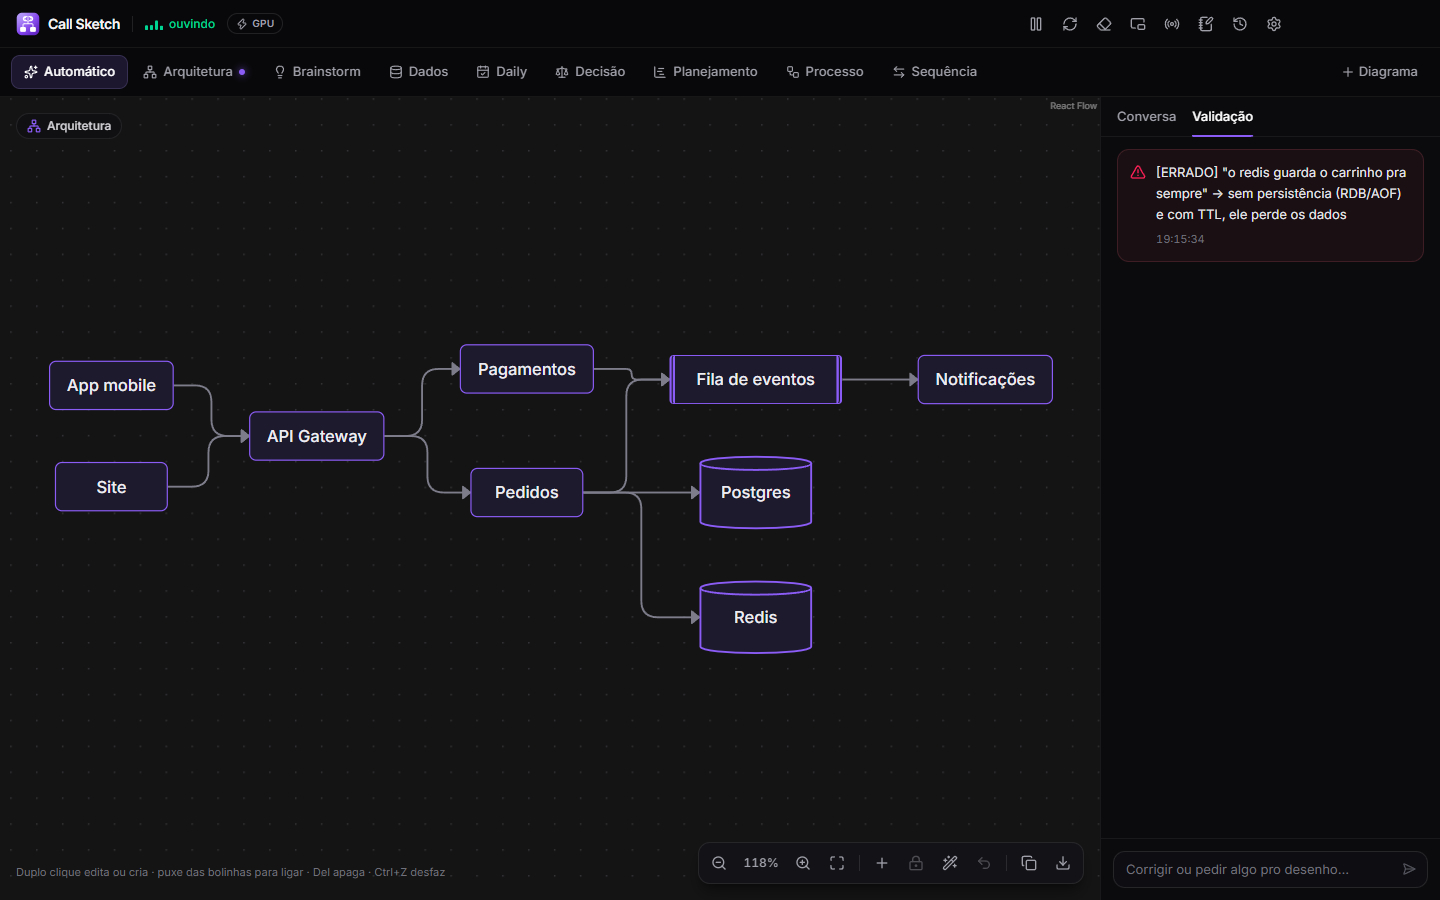 Call Sketch
ouvindo
GPU
Automático
Arquitetura
Brainstorm
Dados
Daily
Decisão
Planejamento
Processo
Sequência
Diagrama
Arquitetura
React Flow
Conversa
Validação
[ERRADO] "o redis guarda o carrinho pra
sempre" → sem persistência (RDB/AOF)
e com TTL, ele perde os dados
19:15:34
App mobile
Site
API Gateway
Pagamentos
Pedidos
Fila de eventos
Notificações
Postgres
Redis
Duplo clique edita ou cria · puxe das bolinhas para ligar · Del apaga · Ctrl+Z desfaz
118%
Corrigir ou pedir algo pro desenho...